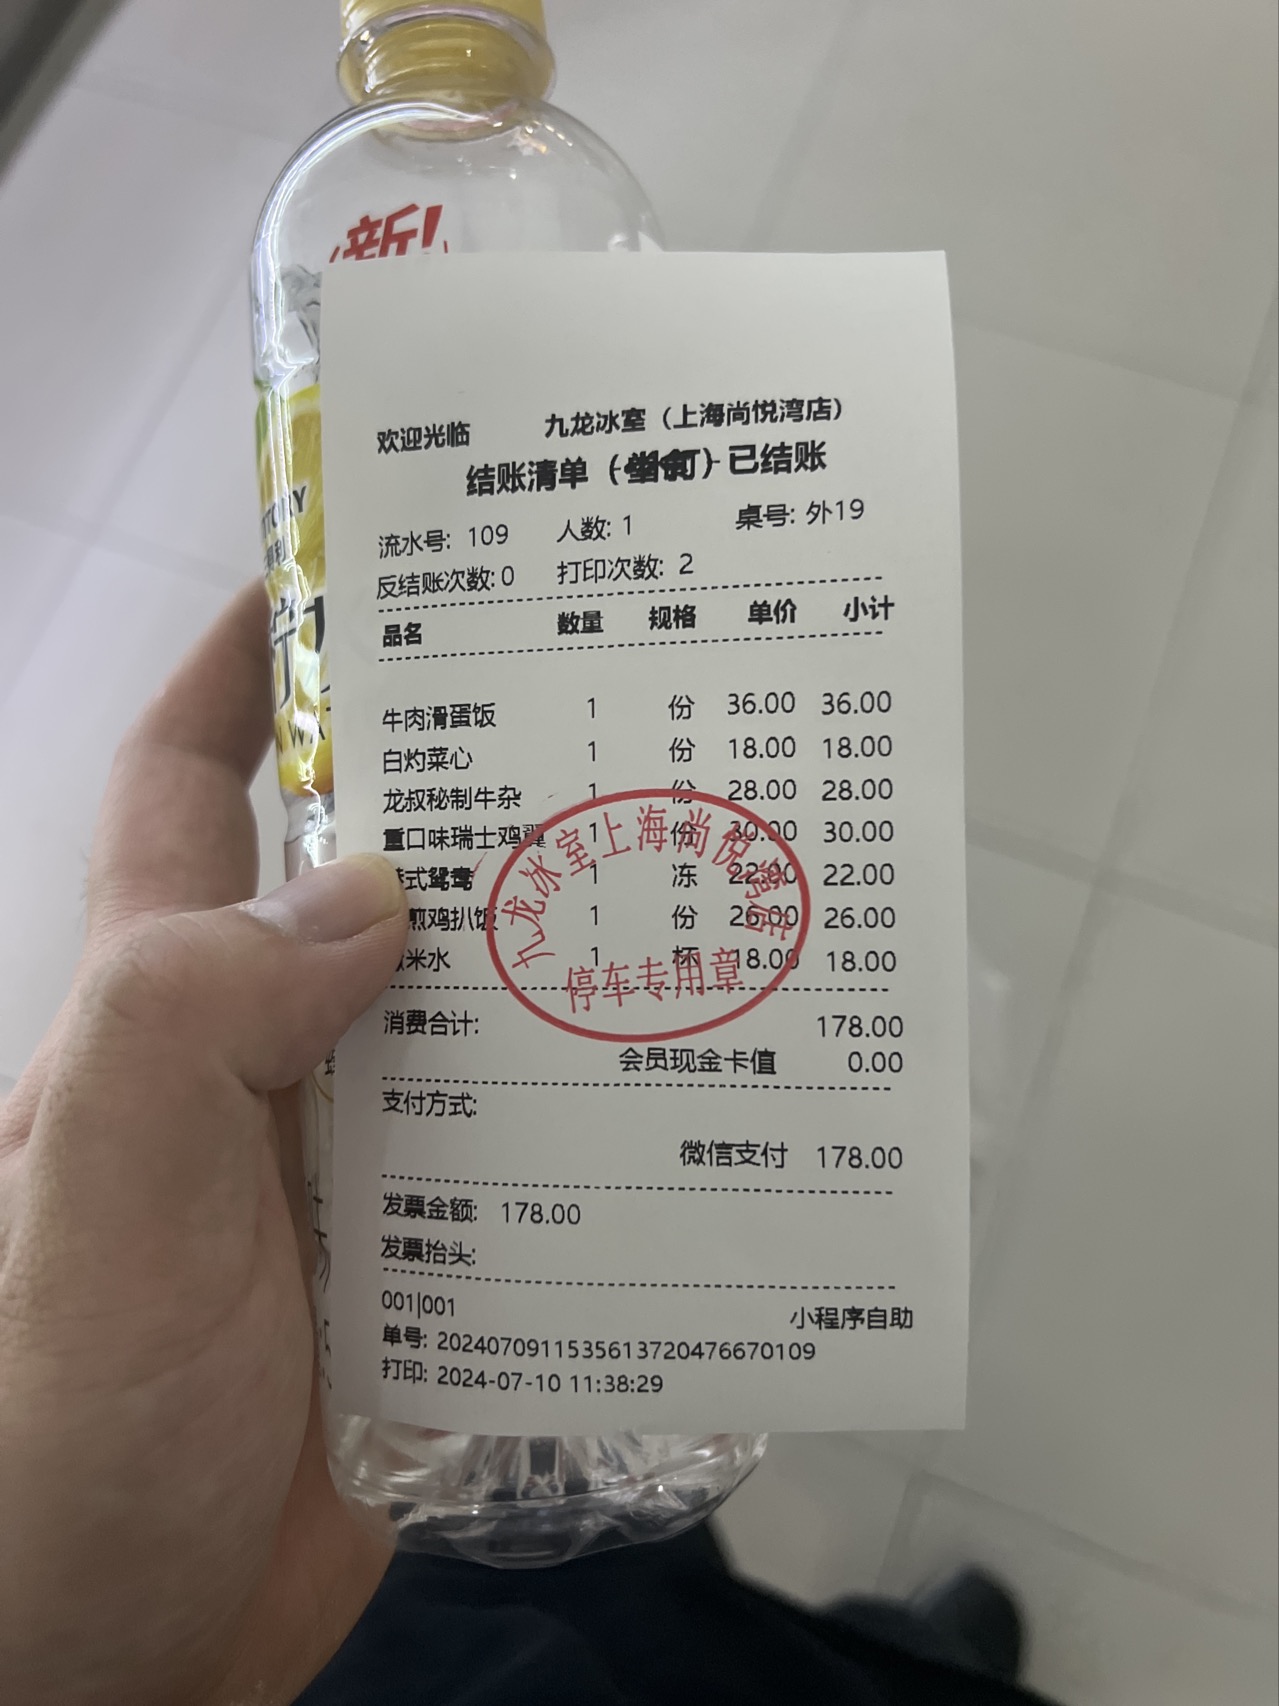 新!
欢迎光临 九龙冰室（上海尚悦湾店）
结账清单（ ）已结账
流水号: 109 人数: 1 桌号: 外19
反结账次数: 0 打印次数: 2
品名 数量 规格 单价 小计
牛肉滑蛋饭 1 份 36.00 36.00
白灼菜心 1 份 18.00 18.00
龙叔秘制牛杂 1 份 28.00 28.00
重口味瑞士鸡翼 1 份 30.00 30.00
式鸳鸯 1 冻 22.00 22.00
煎鸡扒饭 1 份 26.00 26.00
米水 1 杯 18.00 18.00
九龙冰室上海尚悦湾店
停车专用章
消费合计: 178.00
会员现金卡值 0.00
支付方式:
微信支付 178.00
发票金额: 178.00
发票抬头:
001|001 小程序自助
单号: 2024070911535613720476670109
打印: 2024-07-10 11:38:29